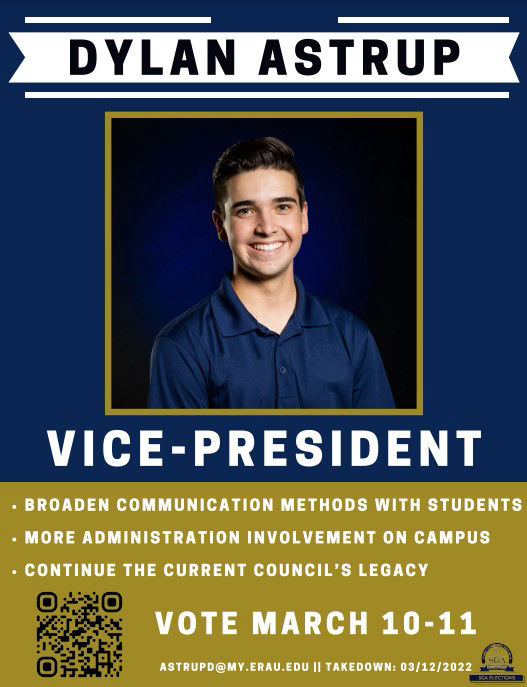 DYLAN ASTRUP
VICE-PRESIDENT
• BROADEN COMMUNICATION METHODS WITH STUDENTS
• MORE ADMINISTRATION INVOLVEMENT ON CAMPUS
• CONTINUE THE CURRENT COUNCIL'S LEGACY
VOTE MARCH 10-11
ASTRUPD@MY.ERAU.EDU || TAKEDOWN: 03/12/2022
SGA
SGA ELECTIONS